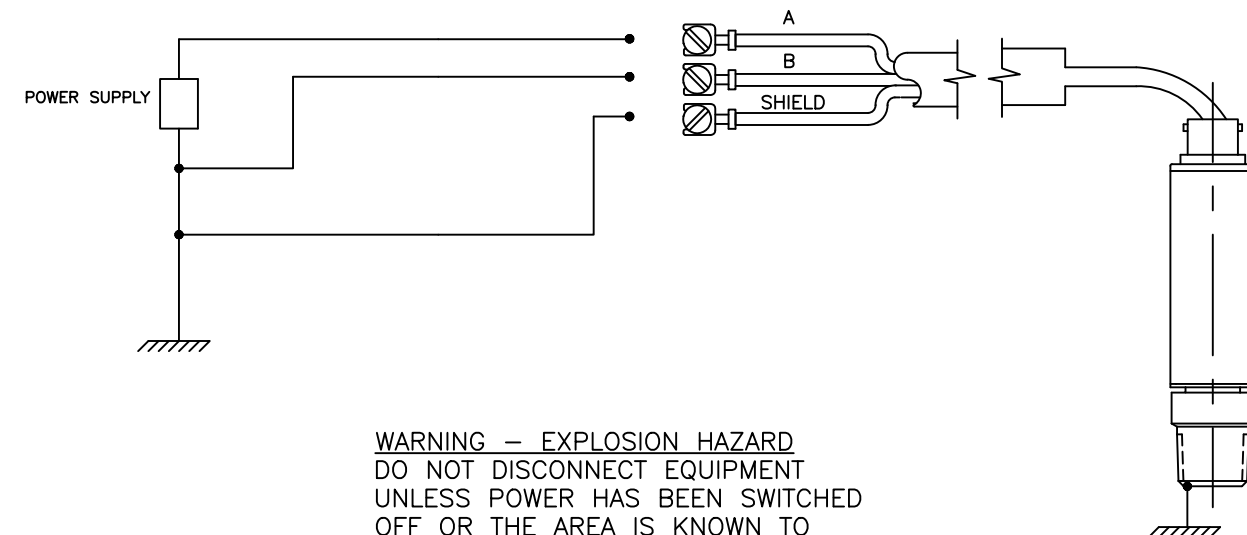 A
B
POWER SUPPLY
SHIELD
WARNING – EXPLOSION HAZARD
DO NOT DISCONNECT EQUIPMENT
UNLESS POWER HAS BEEN SWITCHED
OFF OR THE AREA IS KNOWN TO